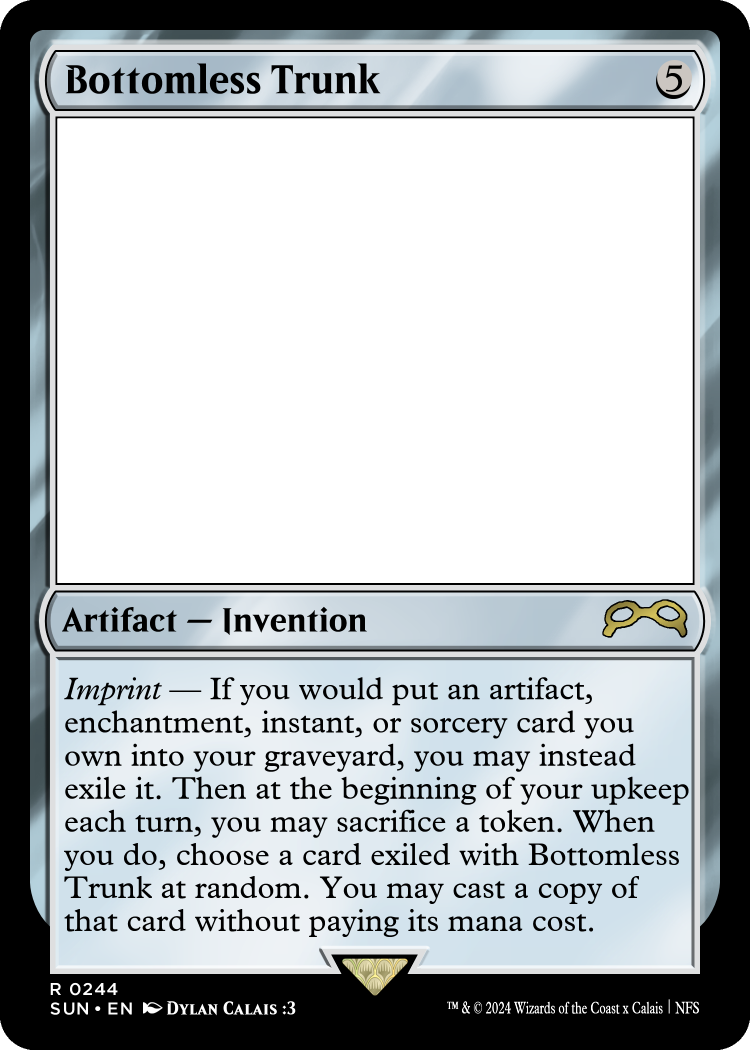 Bottomless Trunk
5
Artifact — Invention
Imprint — If you would put an artifact,
enchantment, instant, or sorcery card you
own into your graveyard, you may instead
exile it. Then at the beginning of your upkeep
each turn, you may sacrifice a token. When
you do, choose a card exiled with Bottomless
Trunk at random. You may cast a copy of
that card without paying its mana cost.
R 0244
SUN • EN DYLAN CALAIS :3
™ & © 2024 Wizards of the Coast x Calais | NFS